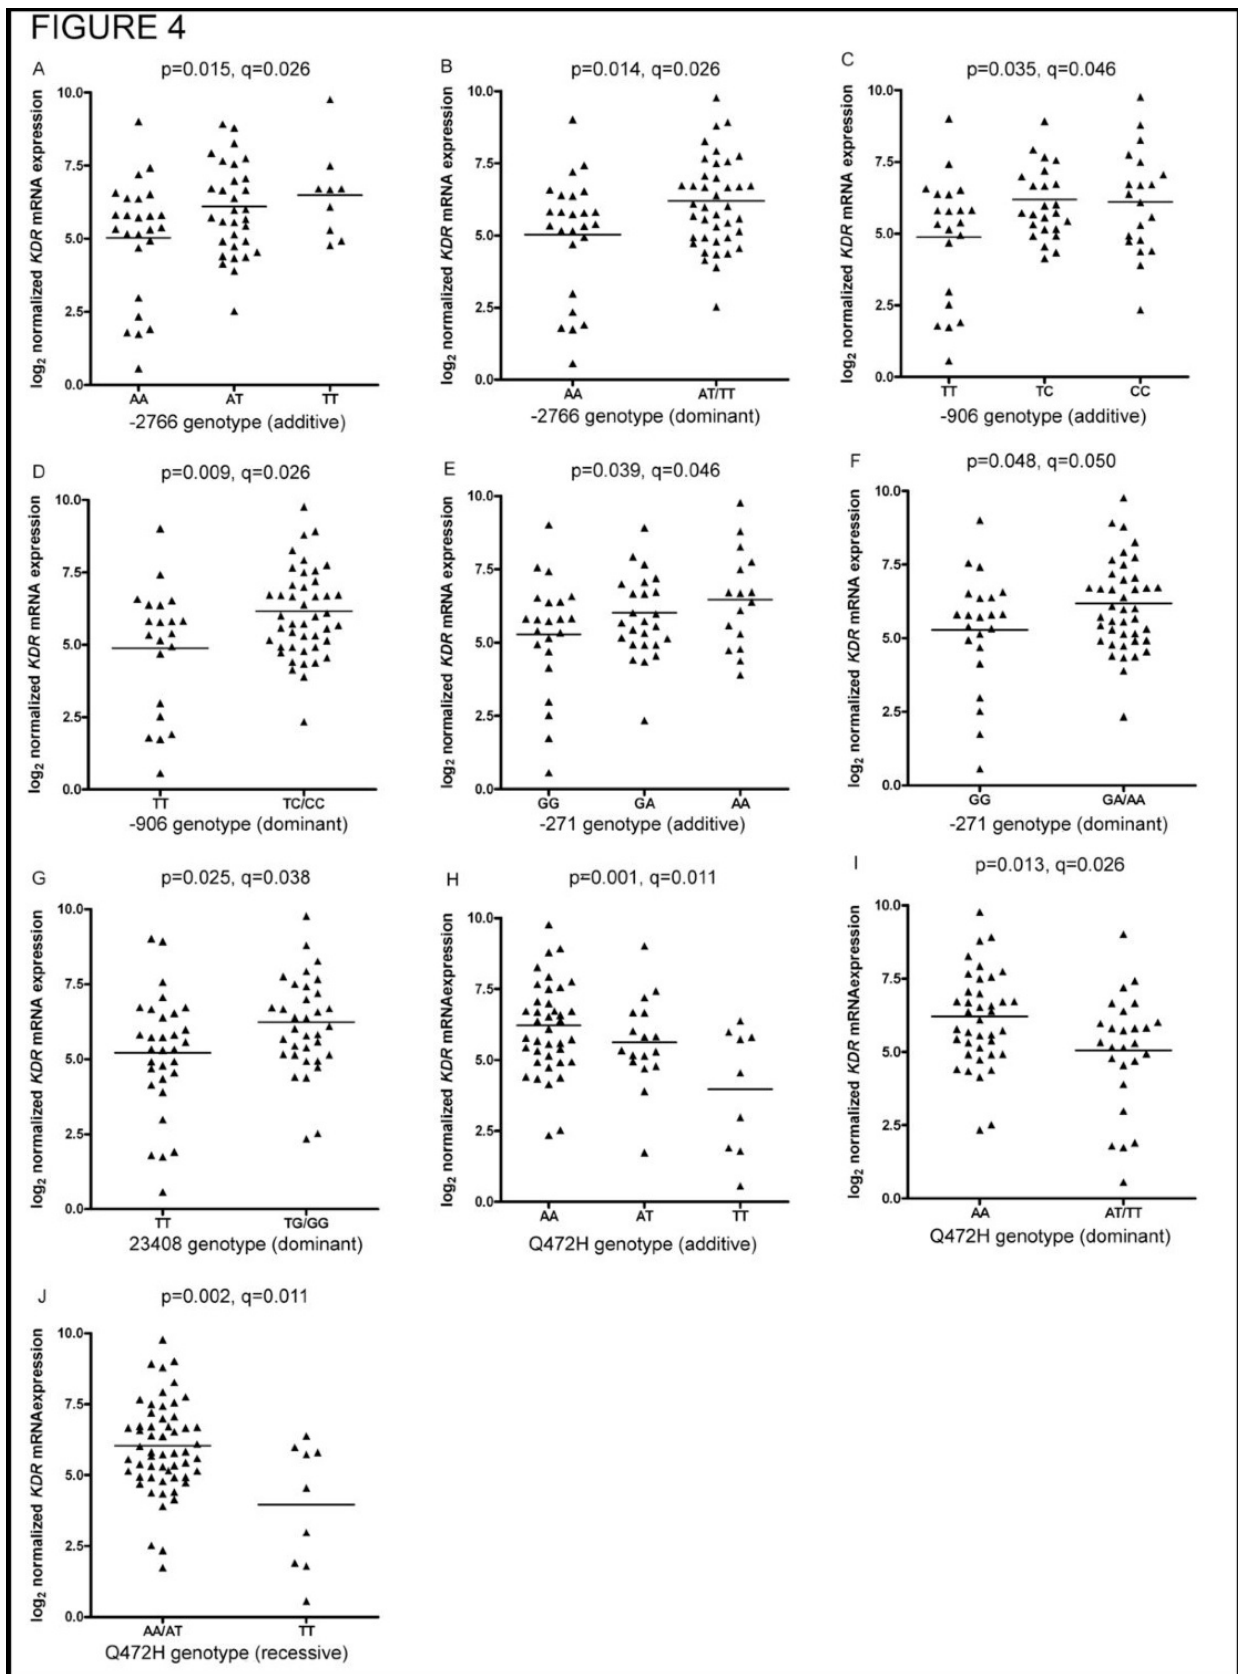 FIGURE 4
A
p=0.015, q=0.026
log2 normalized KDR mRNA expression
10.0
7.5
5.0
2.5
0.0
AA AT TT
-2766 genotype (additive)
B
p=0.014, q=0.026
log2 normalized KDR mRNA expression
10.0
7.5
5.0
2.5
0.0
AA AT/TT
-2766 genotype (dominant)
C
p=0.035, q=0.046
log2 normalized KDR mRNA expression
10.0
7.5
5.0
2.5
0.0
TT TC CC
-906 genotype (additive)
D
p=0.009, q=0.026
log2 normalized KDR mRNA expression
10.0
7.5
5.0
2.5
0.0
TT TC/CC
-906 genotype (dominant)
E
p=0.039, q=0.046
log2 normalized KDR mRNA expression
10.0
7.5
5.0
2.5
0.0
GG GA AA
-271 genotype (additive)
F
p=0.048, q=0.050
log2 normalized KDR mRNA expression
10.0
7.5
5.0
2.5
0.0
GG GA/AA
-271 genotype (dominant)
G
p=0.025, q=0.038
log2 normalized KDR mRNA expression
10.0
7.5
5.0
2.5
0.0
TT TG/GG
23408 genotype (dominant)
H
p=0.001, q=0.011
log2 normalized KDR mRNAexpression
10.0
7.5
5.0
2.5
0.0
AA AT TT
Q472H genotype (additive)
I
p=0.013, q=0.026
log2 normalized KDR mRNAexpression
10.0
7.5
5.0
2.5
0.0
AA AT/TT
Q472H genotype (dominant)
J
p=0.002, q=0.011
log2 normalized KDR mRNAexpression
10.0
7.5
5.0
2.5
0.0
AA/AT TT
Q472H genotype (recessive)